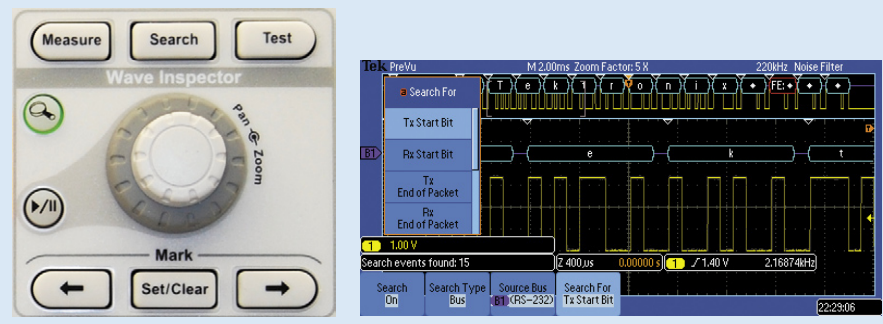 Measure
Search
Test
Wave Inspector
Pan
Zoom
Mark
Set/Clear
Tek PreVu
M 2.00ms Zoom Factor: 5 X
220kHz Noise Filter
a Search For
T e k T r o n i x ◆ FE: ◆ ◆ ◆
Tx Start Bit
Rx Start Bit
Tx
End of Packet
Rx
End of Packet
B1
e k t
1 1.00 V
Search events found: 15
Z 400µs 0.00000 s
1 1.40 V 2.16874kHz
Search
On
Search Type
Bus
Source Bus
B1 (RS-232)
Search For
Tx Start Bit
22:29:06